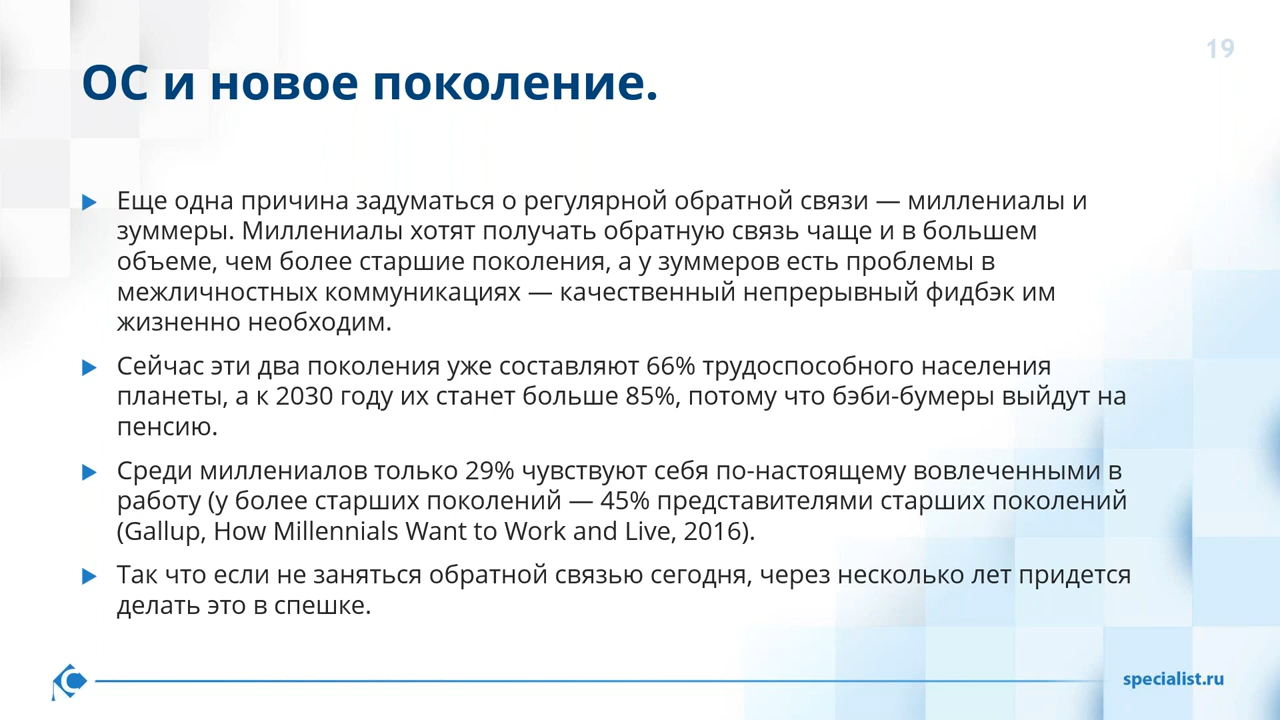 19
ОС и новое поколение.
Еще одна причина задуматься о регулярной обратной связи — миллениалы и
зуммеры. Миллениалы хотят получать обратную связь чаще и в большем
объеме, чем более старшие поколения, а у зуммеров есть проблемы в
межличностных коммуникациях — качественный непрерывный фидбэк им
жизненно необходим.
Сейчас эти два поколения уже составляют 66% трудоспособного населения
планеты, а к 2030 году их станет больше 85%, потому что бэби-бумеры выйдут на
пенсию.
Среди миллениалов только 29% чувствуют себя по-настоящему вовлеченными в
работу (у более старших поколений — 45% представителями старших поколений
(Gallup, How Millennials Want to Work and Live, 2016).
Так что если не заняться обратной связью сегодня, через несколько лет придется
делать это в спешке.
specialist.ru